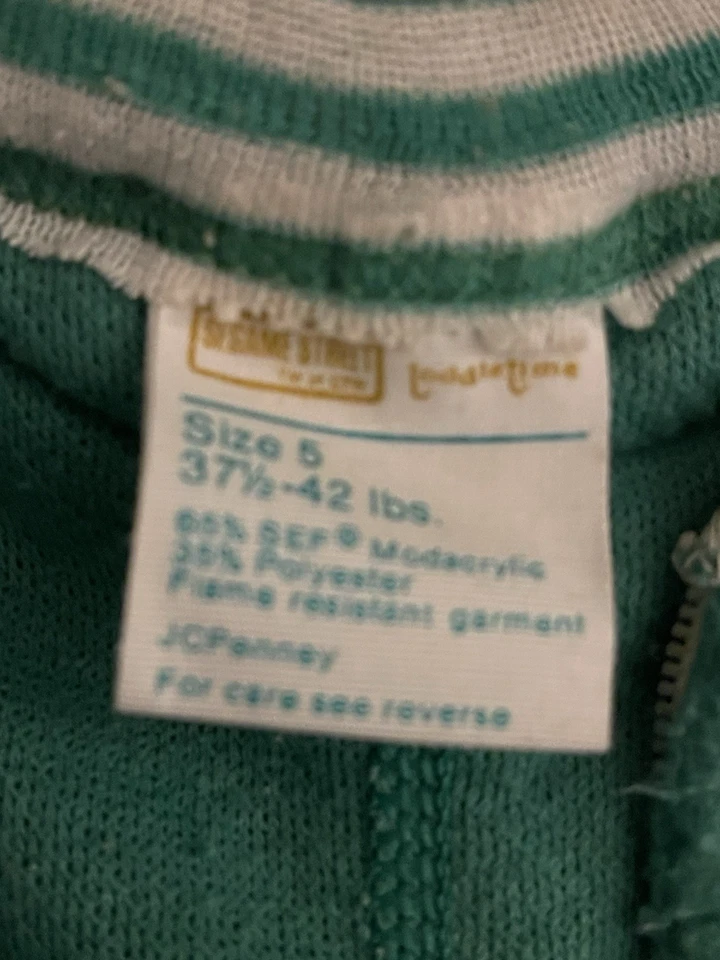 SESAME STREET Toddletime
Size 5
37½-42 lbs.
65% SEF® Modacrylic
35% Polyester
Flame resistant garment
JCPenney
For care see reverse